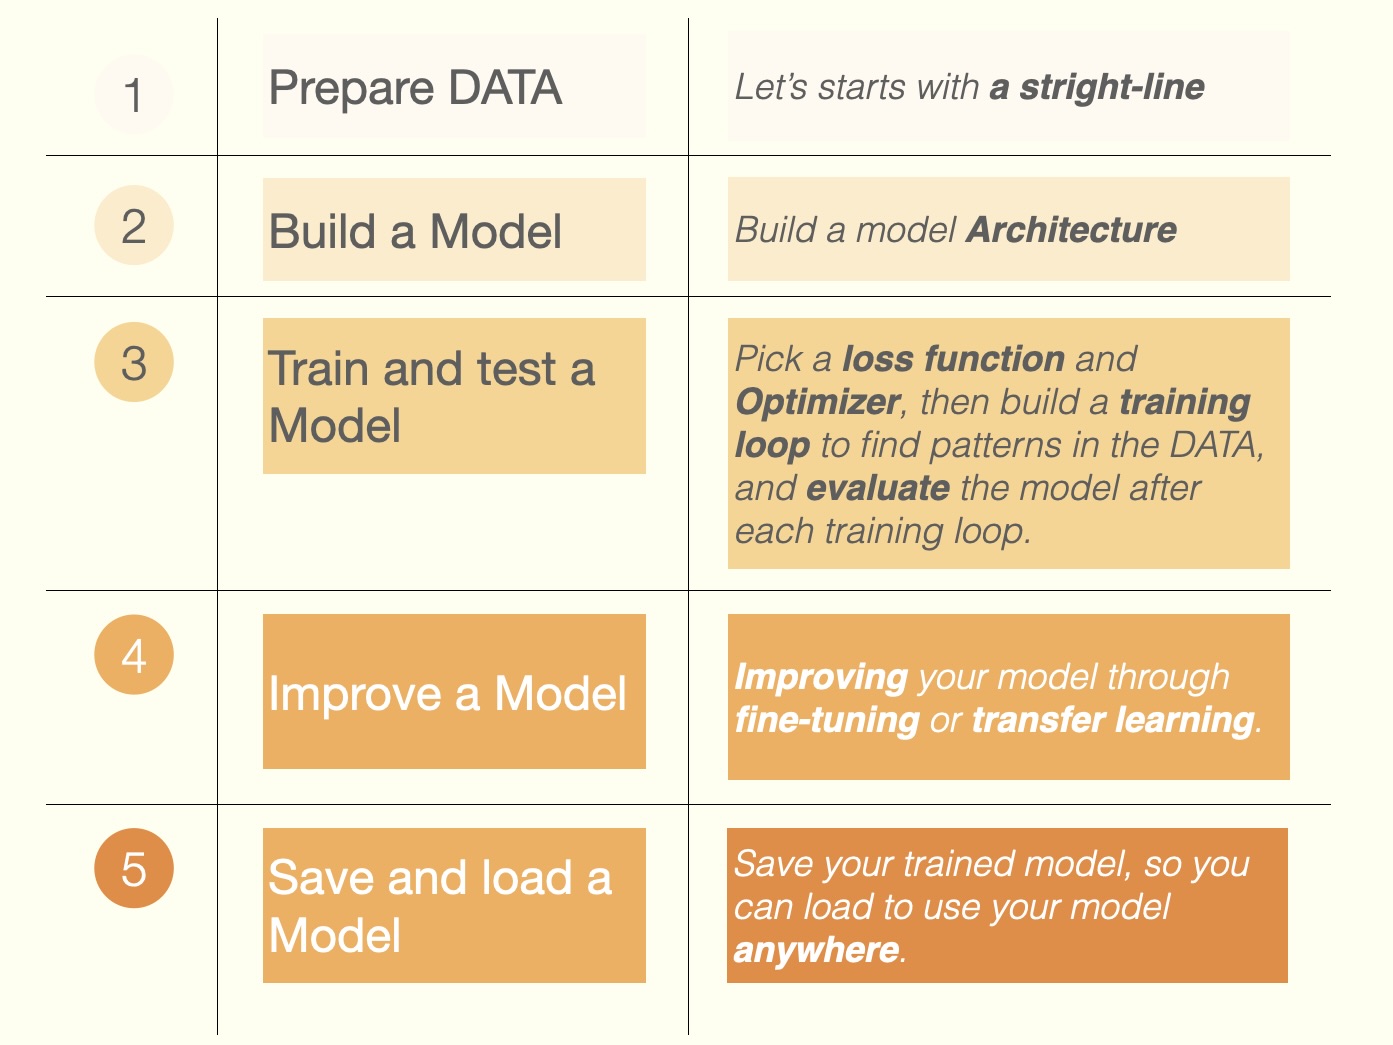 1
Prepare DATA
Let's starts with a stright-line
2
Build a Model
Build a model Architecture
3
Train and test a
Model
Pick a loss function and
Optimizer, then build a training
loop to find patterns in the DATA,
and evaluate the model after
each training loop.
4
Improve a Model
Improving your model through
fine-tuning or transfer learning.
5
Save and load a
Model
Save your trained model, so you
can load to use your model
anywhere.